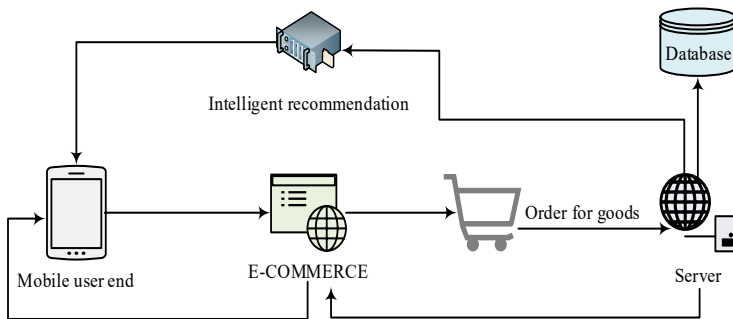 Database
Intelligent recommendation
Order for goods
Mobile user end
E-COMMERCE
Server